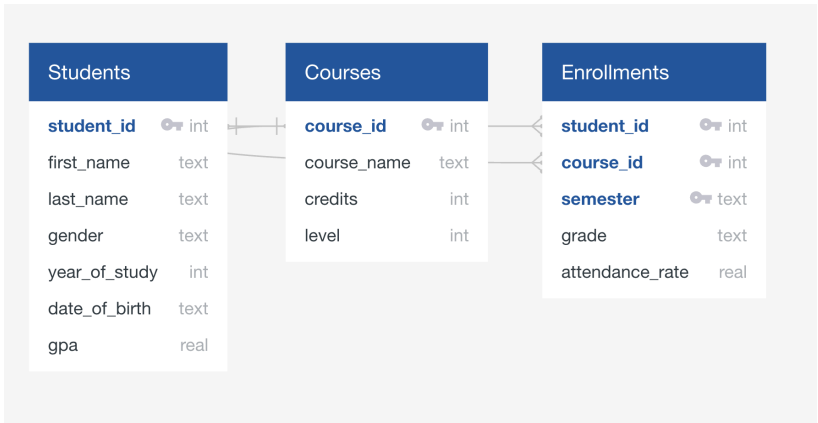 Students
student_id int
first_name text
last_name text
gender text
year_of_study int
date_of_birth text
gpa real
Courses
course_id int
course_name text
credits int
level int
Enrollments
student_id int
course_id int
semester text
grade text
attendance_rate real